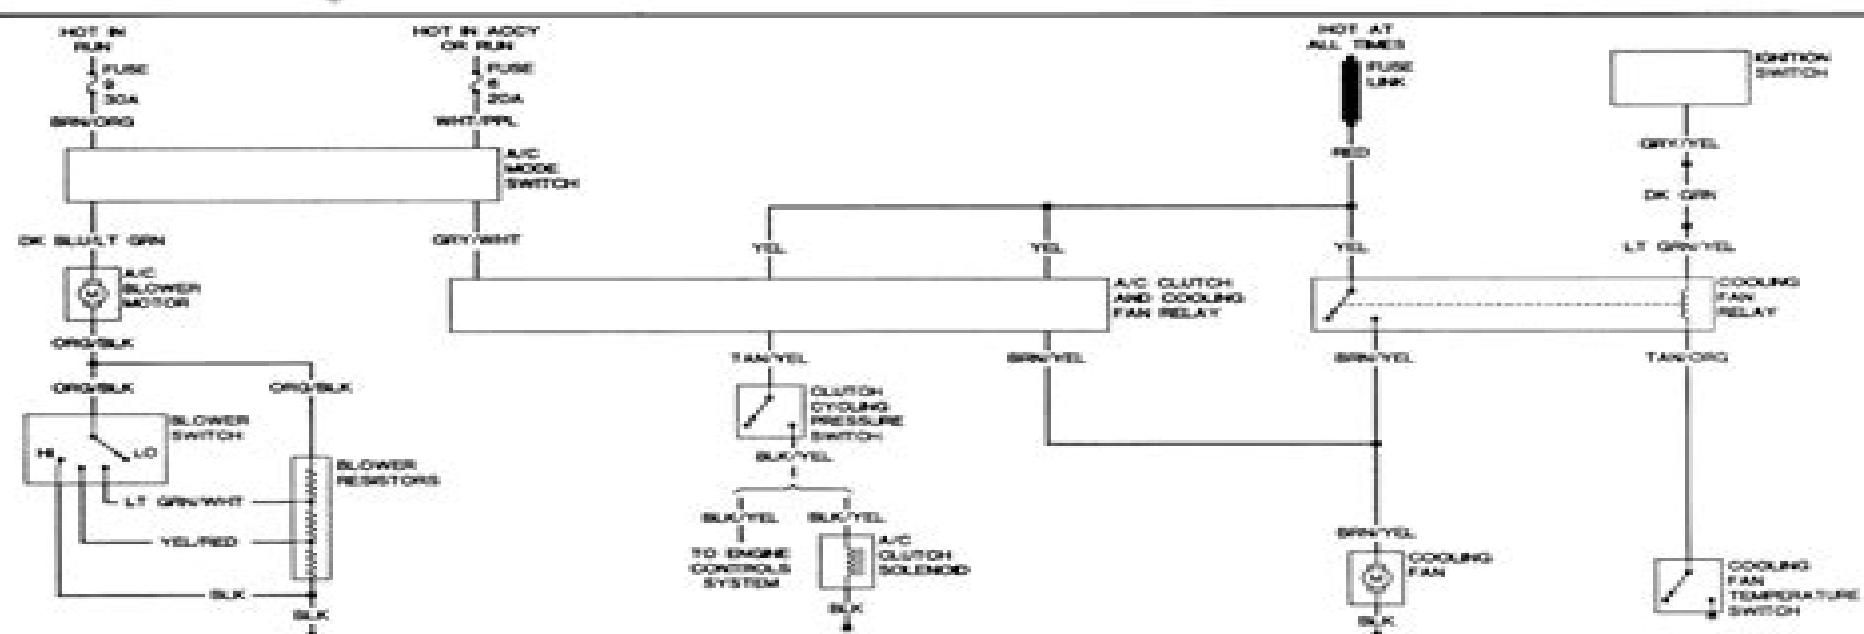 HOT IN
RUN
HOT IN ACCY
OR RUN
HOT AT
ALL TIMES
FUSE
9
30A
FUSE
6
20A
FUSE
LINK
IGNITION
SWITCH
BRN/ORG
WHT/PPL
RED
GRY/YEL
A/C
MODE
SWITCH
DK GRN
DK BLU/LT GRN
GRY/WHT
YEL
YEL
YEL
LT GRN/YEL
A/C
BLOWER
MOTOR
M
A/C CLUTCH
AND COOLING
FAN RELAY
COOLING
FAN
RELAY
ORG/BLK
TAN/YEL
BRN/YEL
BRN/YEL
TAN/ORG
ORG/BLK
ORG/BLK
CLUTCH
CYCLING
PRESSURE
SWITCH
BLOWER
SWITCH
HI
LO
BLK/YEL
BLOWER
RESISTORS
LT GRN/WHT
BLK/YEL
BLK/YEL
YEL/RED
BRN/YEL
TO ENGINE
CONTROLS
SYSTEM
A/C
CLUTCH
SOLENOID
COOLING
FAN
M
COOLING
FAN
TEMPERATURE
SWITCH
BLK
BLK
BLK
BLK